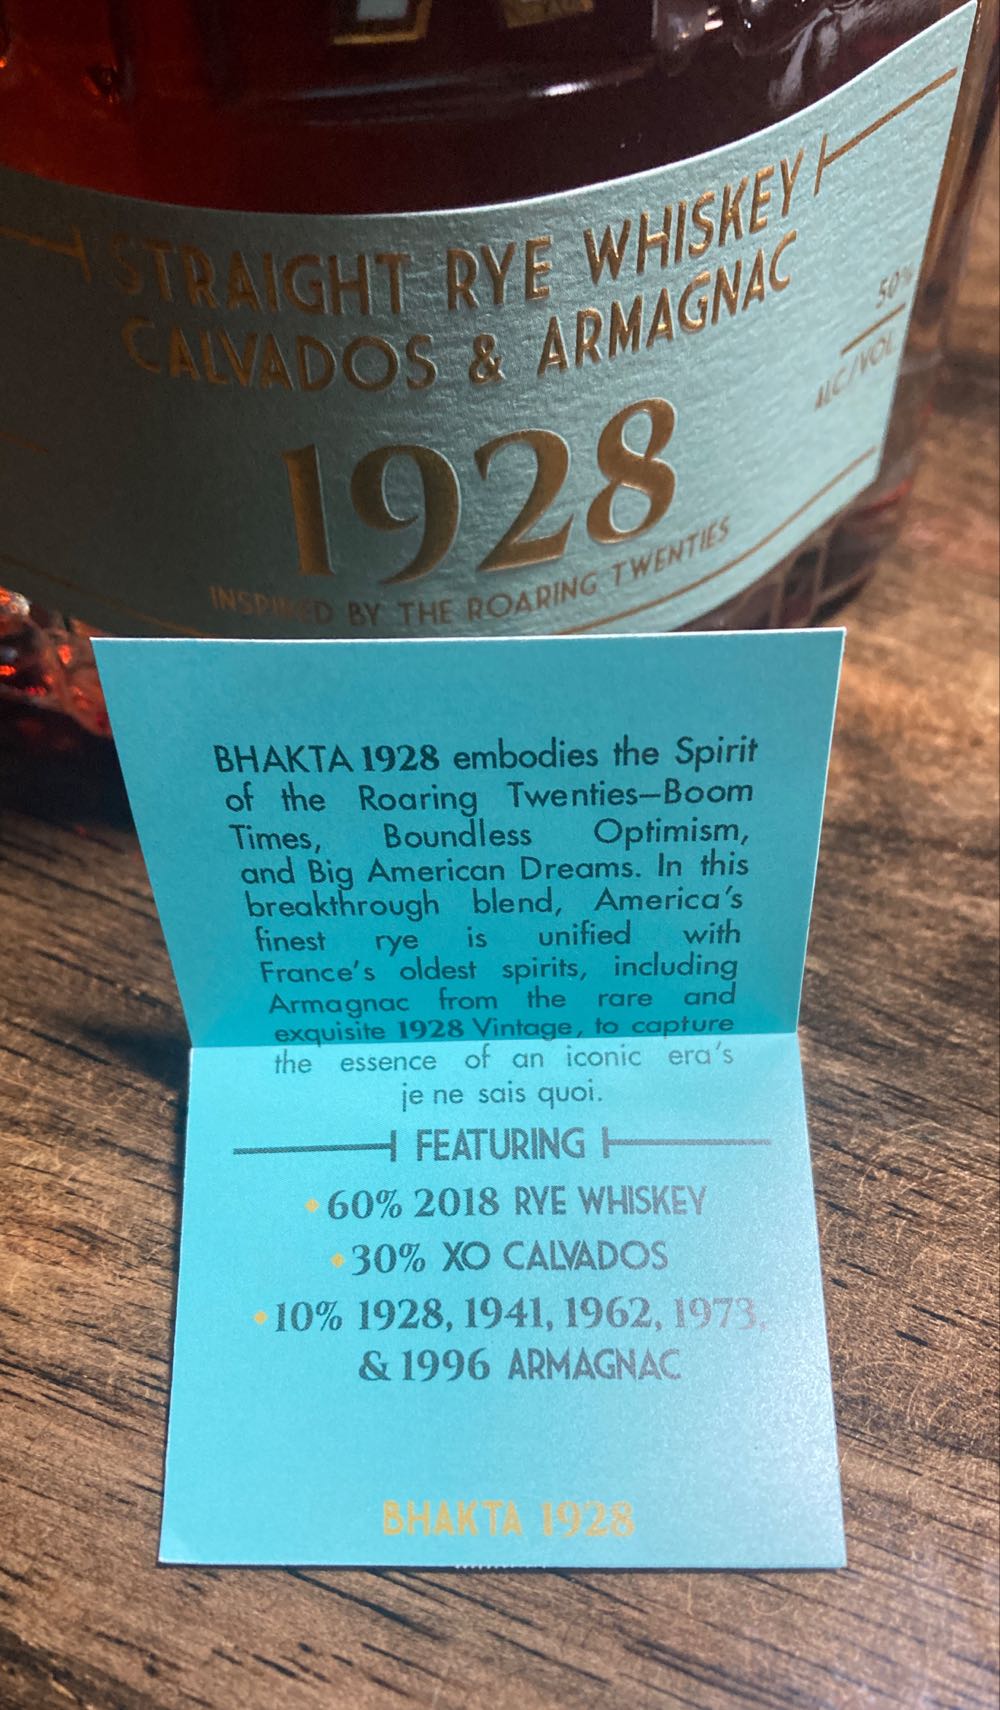 STRAIGHT RYE WHISKEY
CALVADOS & ARMAGNAC
50%
ALC/VOL
1928
INSPIRED BY THE ROARING TWENTIES
BHAKTA 1928 embodies the Spirit
of the Roaring Twenties—Boom
Times, Boundless Optimism,
and Big American Dreams. In this
breakthrough blend, America's
finest rye is unified with
France's oldest spirits, including
Armagnac from the rare and
exquisite 1928 Vintage, to capture
the essence of an iconic era's
je ne sais quoi.
FEATURING
60% 2018 RYE WHISKEY
30% XO CALVADOS
10% 1928, 1941, 1962, 1973,
& 1996 ARMAGNAC
BHAKTA 1928